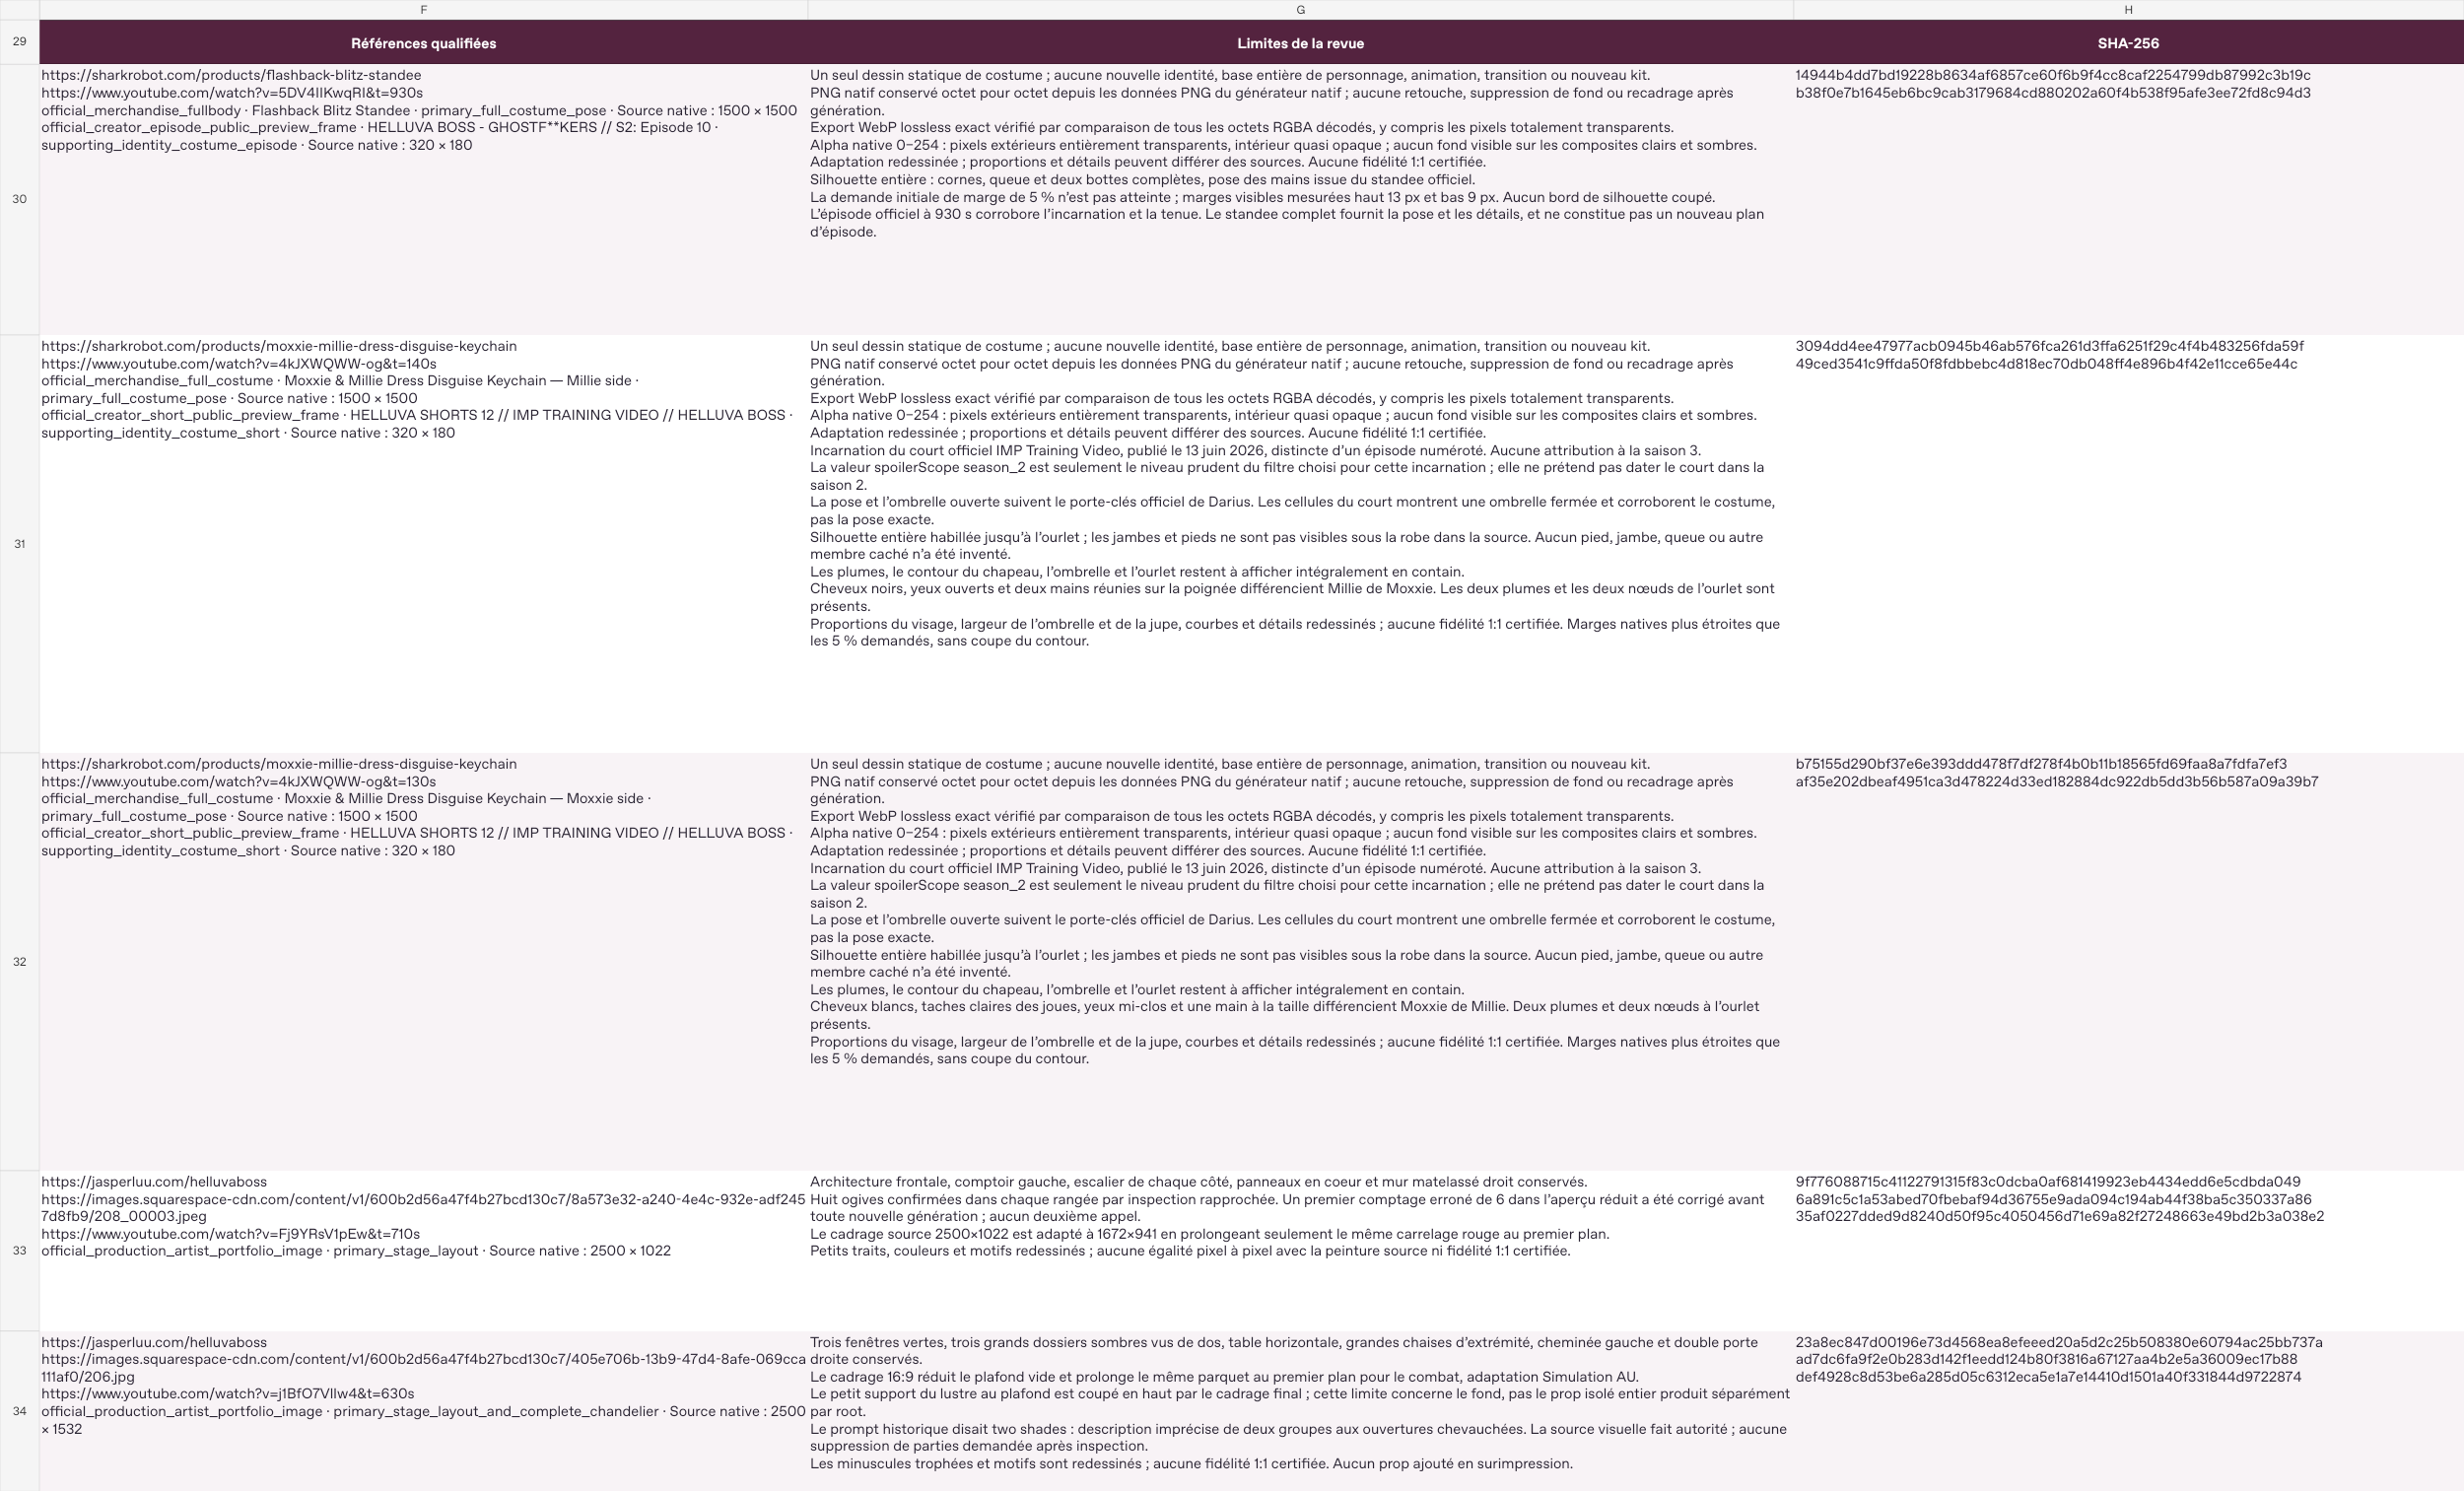 F
G
H
29
Références qualifiées
Limites de la revue
SHA-256
30
https://sharkrobot.com/products/flashback-blitz-standee
https://www.youtube.com/watch?v=5DV4IIKwqRI&t=930s
official_merchandise_fullbody · Flashback Blitz Standee · primary_full_costume_pose · Source native : 1500 × 1500
official_creator_episode_public_preview_frame · HELLUVA BOSS - GHOSTF**KERS // S2: Episode 10 ·
supporting_identity_costume_episode · Source native : 320 × 180
Un seul dessin statique de costume ; aucune nouvelle identité, base entière de personnage, animation, transition ou nouveau kit.
PNG natif conservé octet pour octet depuis les données PNG du générateur natif ; aucune retouche, suppression de fond ou recadrage après
génération.
Export WebP lossless exact vérifié par comparaison de tous les octets RGBA décodés, y compris les pixels totalement transparents.
Alpha native 0–254 : pixels extérieurs entièrement transparents, intérieur quasi opaque ; aucun fond visible sur les composites clairs et sombres.
Adaptation redessinée ; proportions et détails peuvent différer des sources. Aucune fidélité 1:1 certifiée.
Silhouette entière : cornes, queue et deux bottes complètes, pose des mains issue du standee officiel.
La demande initiale de marge de 5 % n’est pas atteinte ; marges visibles mesurées haut 13 px et bas 9 px. Aucun bord de silhouette coupé.
L’épisode officiel à 930 s corrobore l’incarnation et la tenue. Le standee complet fournit la pose et les détails, et ne constitue pas un nouveau plan
d’épisode.
14944b4dd7bd19228b8634af6857ce60f6b9f4cc8caf2254799db87992c3b19c
b38f0e7b1645eb6bc9cab3179684cd880202a60f4b538f95afe3ee72fd8c94d3
31
https://sharkrobot.com/products/moxxie-millie-dress-disguise-keychain
https://www.youtube.com/watch?v=4kJXWQWW-og&t=140s
official_merchandise_full_costume · Moxxie & Millie Dress Disguise Keychain — Millie side ·
primary_full_costume_pose · Source native : 1500 × 1500
official_creator_short_public_preview_frame · HELLUVA SHORTS 12 // IMP TRAINING VIDEO // HELLUVA BOSS ·
supporting_identity_costume_short · Source native : 320 × 180
Un seul dessin statique de costume ; aucune nouvelle identité, base entière de personnage, animation, transition ou nouveau kit.
PNG natif conservé octet pour octet depuis les données PNG du générateur natif ; aucune retouche, suppression de fond ou recadrage après
génération.
Export WebP lossless exact vérifié par comparaison de tous les octets RGBA décodés, y compris les pixels totalement transparents.
Alpha native 0–254 : pixels extérieurs entièrement transparents, intérieur quasi opaque ; aucun fond visible sur les composites clairs et sombres.
Adaptation redessinée ; proportions et détails peuvent différer des sources. Aucune fidélité 1:1 certifiée.
Incarnation du court officiel IMP Training Video, publié le 13 juin 2026, distincte d’un épisode numéroté. Aucune attribution à la saison 3.
La valeur spoilerScope season_2 est seulement le niveau prudent du filtre choisi pour cette incarnation ; elle ne prétend pas dater le court dans la
saison 2.
La pose et l’ombrelle ouverte suivent le porte-clés officiel de Darius. Les cellules du court montrent une ombrelle fermée et corroborent le costume,
pas la pose exacte.
Silhouette entière habillée jusqu’à l’ourlet ; les jambes et pieds ne sont pas visibles sous la robe dans la source. Aucun pied, jambe, queue ou autre
membre caché n’a été inventé.
Les plumes, le contour du chapeau, l’ombrelle et l’ourlet restent à afficher intégralement en contain.
Cheveux noirs, yeux ouverts et deux mains réunies sur la poignée différencient Millie de Moxxie. Les deux plumes et les deux nœuds de l’ourlet sont
présents.
Proportions du visage, largeur de l’ombrelle et de la jupe, courbes et détails redessinés ; aucune fidélité 1:1 certifiée. Marges natives plus étroites que
les 5 % demandés, sans coupe du contour.
3094dd4ee47977acb0945b46ab576fca261d3ffa6251f29c4f4b483256fda59f
49ced3541c9ffda50f8fdbbebc4d818ec70db048ff4e896b4f42e11cce65e44c
32
https://sharkrobot.com/products/moxxie-millie-dress-disguise-keychain
https://www.youtube.com/watch?v=4kJXWQWW-og&t=130s
official_merchandise_full_costume · Moxxie & Millie Dress Disguise Keychain — Moxxie side ·
primary_full_costume_pose · Source native : 1500 × 1500
official_creator_short_public_preview_frame · HELLUVA SHORTS 12 // IMP TRAINING VIDEO // HELLUVA BOSS ·
supporting_identity_costume_short · Source native : 320 × 180
Un seul dessin statique de costume ; aucune nouvelle identité, base entière de personnage, animation, transition ou nouveau kit.
PNG natif conservé octet pour octet depuis les données PNG du générateur natif ; aucune retouche, suppression de fond ou recadrage après
génération.
Export WebP lossless exact vérifié par comparaison de tous les octets RGBA décodés, y compris les pixels totalement transparents.
Alpha native 0–254 : pixels extérieurs entièrement transparents, intérieur quasi opaque ; aucun fond visible sur les composites clairs et sombres.
Adaptation redessinée ; proportions et détails peuvent différer des sources. Aucune fidélité 1:1 certifiée.
Incarnation du court officiel IMP Training Video, publié le 13 juin 2026, distincte d’un épisode numéroté. Aucune attribution à la saison 3.
La valeur spoilerScope season_2 est seulement le niveau prudent du filtre choisi pour cette incarnation ; elle ne prétend pas dater le court dans la
saison 2.
La pose et l’ombrelle ouverte suivent le porte-clés officiel de Darius. Les cellules du court montrent une ombrelle fermée et corroborent le costume,
pas la pose exacte.
Silhouette entière habillée jusqu’à l’ourlet ; les jambes et pieds ne sont pas visibles sous la robe dans la source. Aucun pied, jambe, queue ou autre
membre caché n’a été inventé.
Les plumes, le contour du chapeau, l’ombrelle et l’ourlet restent à afficher intégralement en contain.
Cheveux blancs, taches claires des joues, yeux mi-clos et une main à la taille différencient Moxxie de Millie. Deux plumes et deux nœuds à l’ourlet
présents.
Proportions du visage, largeur de l’ombrelle et de la jupe, courbes et détails redessinés ; aucune fidélité 1:1 certifiée. Marges natives plus étroites que
les 5 % demandés, sans coupe du contour.
b75155d290bf37e6e393ddd478f7df278f4b0b11b18565fd69faa8a7fdfa7ef3
af35e202dbeaf4951ca3d478224d33ed182884dc922db5dd3b56b587a09a39b7
33
https://jasperluu.com/helluvaboss
https://images.squarespace-cdn.com/content/v1/600b2d56a47f4b27bcd130c7/8a573e32-a240-4e4c-932e-adf245
7d8fb9/208_00003.jpeg
https://www.youtube.com/watch?v=Fj9YRsV1pEw&t=710s
official_production_artist_portfolio_image · primary_stage_layout · Source native : 2500 × 1022
Architecture frontale, comptoir gauche, escalier de chaque côté, panneaux en coeur et mur matelassé droit conservés.
Huit ogives confirmées dans chaque rangée par inspection rapprochée. Un premier comptage erroné de 6 dans l’aperçu réduit a été corrigé avant
toute nouvelle génération ; aucun deuxième appel.
Le cadrage source 2500×1022 est adapté à 1672×941 en prolongeant seulement le même carrelage rouge au premier plan.
Petits traits, couleurs et motifs redessinés ; aucune égalité pixel à pixel avec la peinture source ni fidélité 1:1 certifiée.
9f776088715c41122791315f83c0dcba0af681419923eb4434edd6e5cdbda049
6a891c5c1a53abed70fbebaf94d36755e9ada094c194ab44f38ba5c350337a86
35af0227dded9d8240d50f95c4050456d71e69a82f27248663e49bd2b3a038e2
34
https://jasperluu.com/helluvaboss
https://images.squarespace-cdn.com/content/v1/600b2d56a47f4b27bcd130c7/405e706b-13b9-47d4-8afe-069cca
111af0/206.jpg
https://www.youtube.com/watch?v=j1BfO7VIlw4&t=630s
official_production_artist_portfolio_image · primary_stage_layout_and_complete_chandelier · Source native : 2500
× 1532
Trois fenêtres vertes, trois grands dossiers sombres vus de dos, table horizontale, grandes chaises d’extrémité, cheminée gauche et double porte
droite conservés.
Le cadrage 16:9 réduit le plafond vide et prolonge le même parquet au premier plan pour le combat, adaptation Simulation AU.
Le petit support du lustre au plafond est coupé en haut par le cadrage final ; cette limite concerne le fond, pas le prop isolé entier produit séparément
par root.
Le prompt historique disait two shades : description imprécise de deux groupes aux ouvertures chevauchées. La source visuelle fait autorité ; aucune
suppression de parties demandée après inspection.
Les minuscules trophées et motifs sont redessinés ; aucune fidélité 1:1 certifiée. Aucun prop ajouté en surimpression.
23a8ec847d00196e73d4568ea8efeeed20a5d2c25b508380e60794ac25bb737a
ad7dc6fa9f2e0b283d142f1eedd124b80f3816a67127aa4b2e5a36009ec17b88
def4928c8d53be6a285d05c6312eca5e1a7e14410d1501a40f331844d9722874